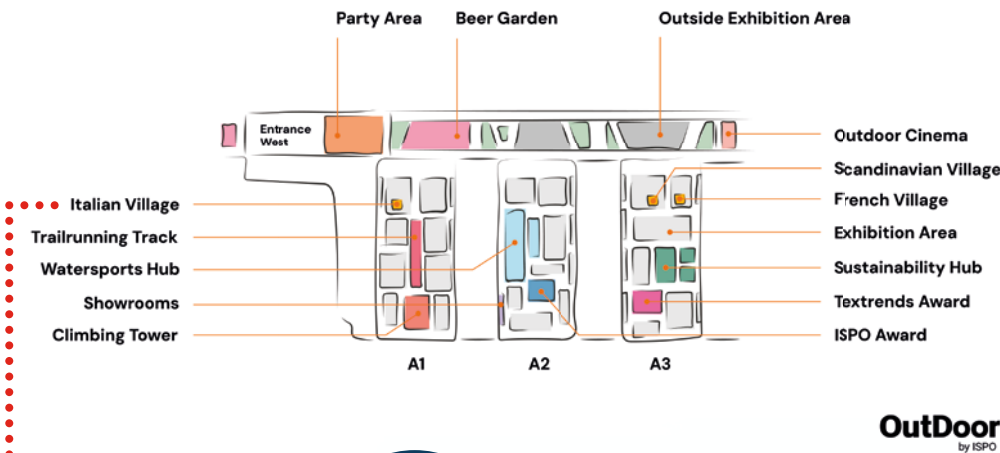 Party Area
Beer Garden
Outside Exhibition Area
Entrance
West
Outdoor Cinema
Scandinavian Village
Italian Village
French Village
Trailrunning Track
Exhibition Area
Watersports Hub
Sustainability Hub
Showrooms
Textrends Award
Climbing Tower
ISPO Award
A1
A2
A3
OutDoor
by ISPO